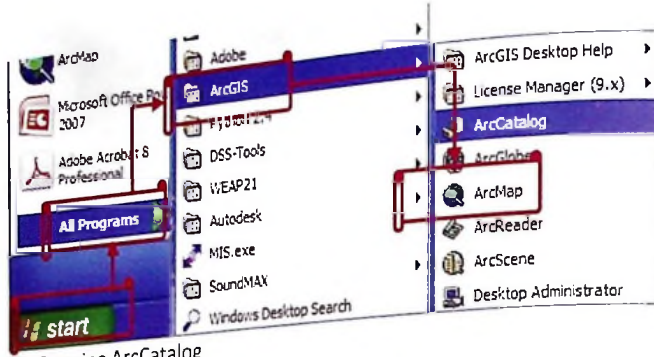 ArcMap
Microsoft Office
2007
Adobe Acrobat 8
Professional
All Programs
start
Adobe
ArcGIS
DSS-Tools
WEAP21
Autodesk
MIS.exe
SoundMAX
Windows Desktop Search
ArcGIS Desktop Help
License Manager (9.x)
ArcCatalog
ArcGlobe
ArcMap
ArcReader
ArcScene
Desktop Administrator
ArcCatalog